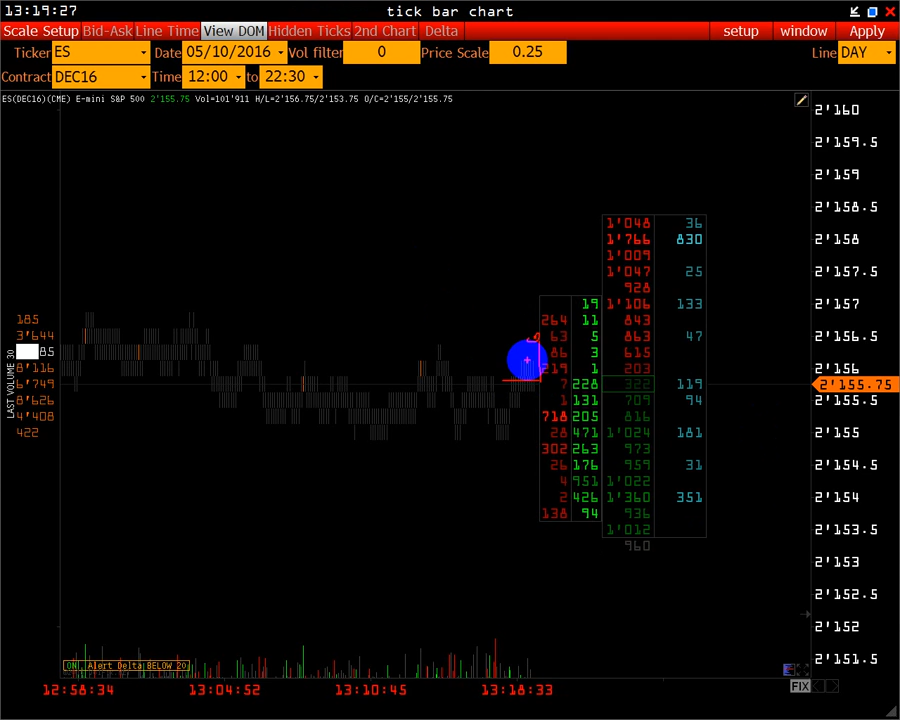 13:19:27 tick bar chart
Scale Setup Bid-Ask Line Time View DOM Hidden Ticks 2nd Chart Delta setup window Apply
Ticker ES Date 05/10/2016 Vol filter 0 Price Scale 0.25 Line DAY
Contract DEC16 Time 12:00 to 22:30
ES(DEC16)(CME) E-mini S&P 500 2'155.75 Vol=101'911 H/L=2'156.75/2'153.75 O/C=2'155/2'155.75
2'160
2'159.5
2'159
2'158.5
1'048 36
1'766 830 2'158
1'009
1'047 25 2'157.5
928
19 1'106 133 2'157
185 264 11 843
3'644 63 5 863 47 2'156.5
85 86 3 615
8'116 219 1 203 2'156
6'749 7 228 322 119 2'155.75
8'626 1 131 709 94 2'155.5
4'408 718 205 816
422 28 471 1'024 181 2'155
302 263 973
26 176 959 31 2'154.5
4 951 1'022
2 426 1'360 351 2'154
138 94 936
1'012 2'153.5
960
2'153
2'152.5
2'152
2'151.5
LAST VOLUME 30
ON. Alert Delta BELOW 20
FIX
12:58:34 13:04:52 13:10:45 13:18:33